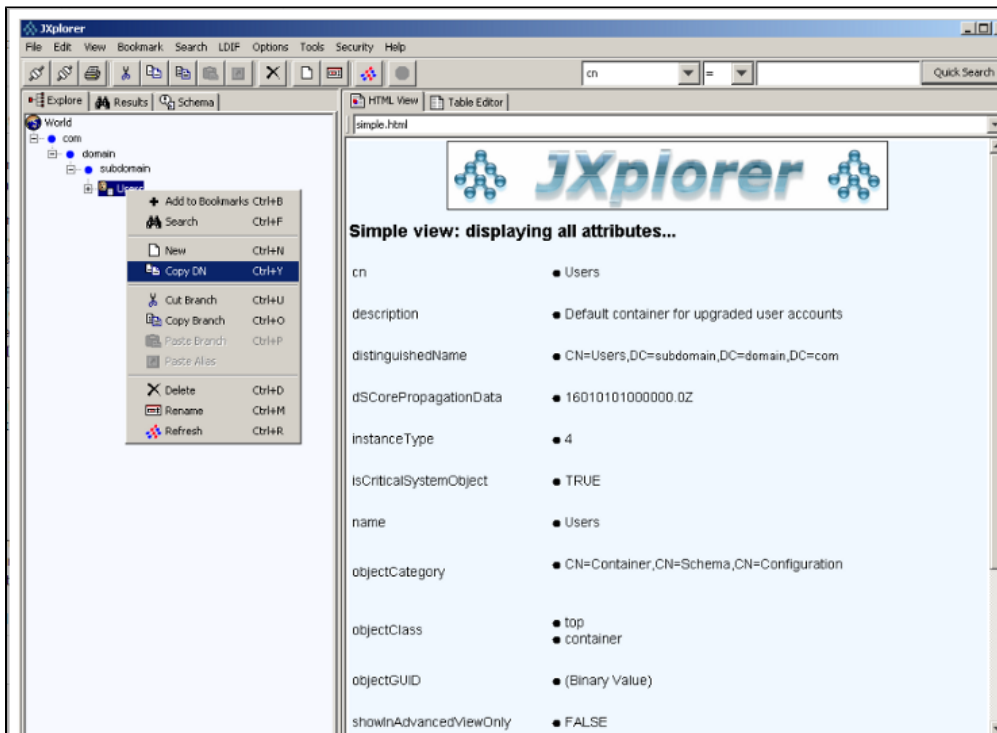 JXplorer
File Edit View Bookmark Search LDIF Options Tools Security Help
cn = Quick Search
Explore Results Schema
HTML View Table Editor
World
com
domain
subdomain
Users
Add to Bookmarks Ctrl+B
Search Ctrl+F
New Ctrl+N
Copy DN Ctrl+Y
Cut Branch Ctrl+U
Copy Branch Ctrl+O
Paste Branch Ctrl+P
Paste Alias
Delete Ctrl+D
Rename Ctrl+M
Refresh Ctrl+R
simple.html
JXplorer
Simple view: displaying all attributes...
cn Users
description Default container for upgraded user accounts
distinguishedName CN=Users,DC=subdomain,DC=domain,DC=com
dSCorePropagationData 16010101000000.0Z
instanceType 4
isCriticalSystemObject TRUE
name Users
objectCategory CN=Container,CN=Schema,CN=Configuration
objectClass top
container
objectGUID (Binary Value)
showInAdvancedViewOnly FALSE